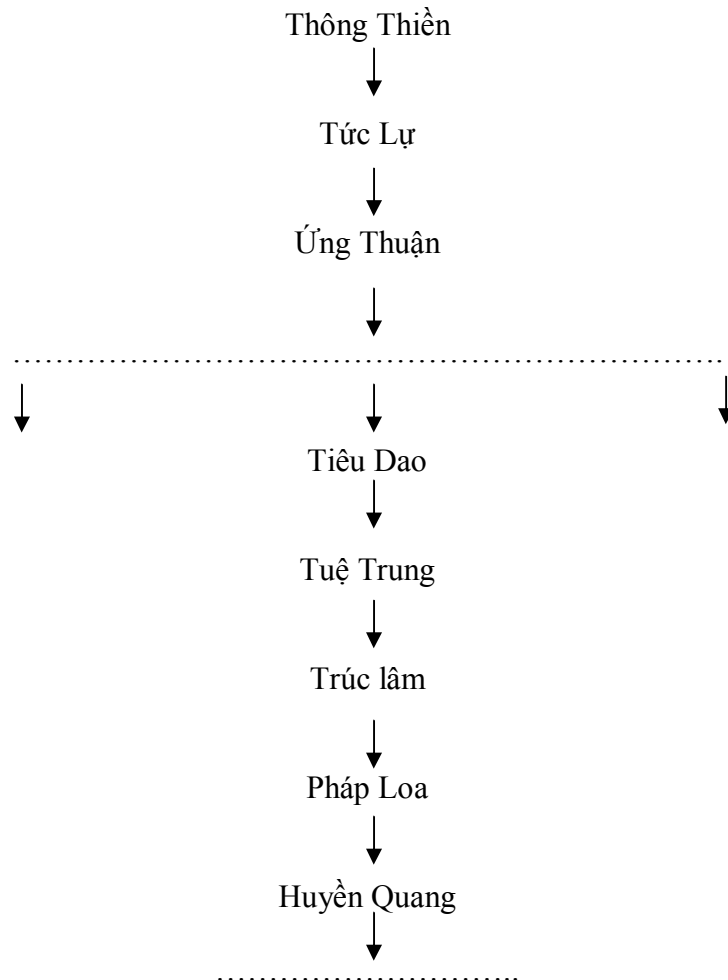 Thông Thiền
Tức Lự
Ứng Thuận
……………………………………………………………
Tiêu Dao
Tuệ Trung
Trúc lâm
Pháp Loa
Huyền Quang
………………………..